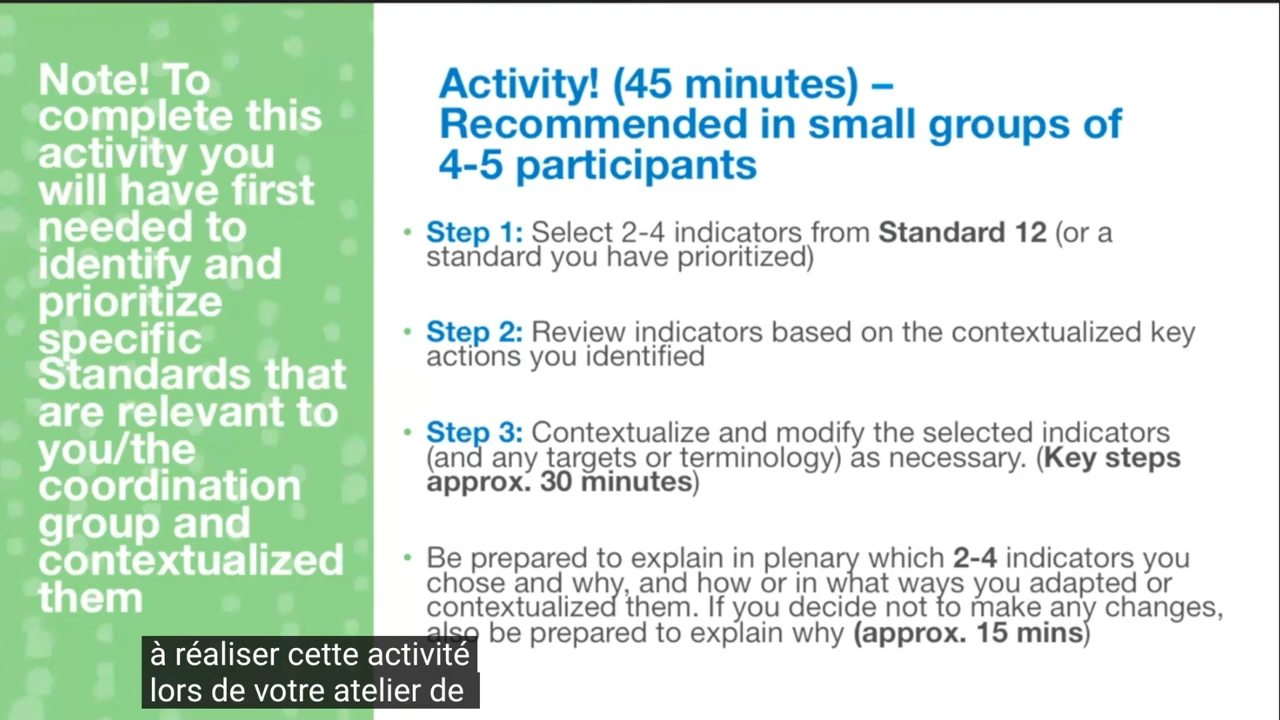 Note! To
complete this
activity you
will have first
needed to
identify and
prioritize
specific
Standards that
are relevant to
you/the
coordination
group and
contextualized
them
Activity! (45 minutes) –
Recommended in small groups of
4-5 participants
• Step 1: Select 2-4 indicators from Standard 12 (or a
standard you have prioritized)
• Step 2: Review indicators based on the contextualized key
actions you identified
• Step 3: Contextualize and modify the selected indicators
(and any targets or terminology) as necessary. (Key steps
approx. 30 minutes)
• Be prepared to explain in plenary which 2-4 indicators you
chose and why, and how or in what ways you adapted or
contextualized them. If you decide not to make any changes,
also be prepared to explain why (approx. 15 mins)
à réaliser cette activité
lors de votre atelier de